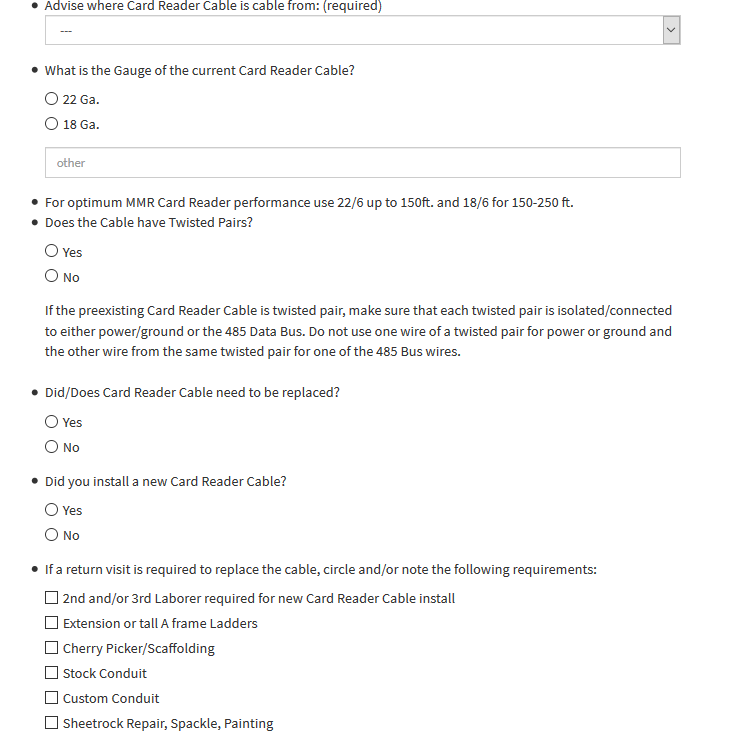 • Advise where Card Reader Cable is cable from: (required)
---
• What is the Gauge of the current Card Reader Cable?
22 Ga.
18 Ga.
other
• For optimum MMR Card Reader performance use 22/6 up to 150ft. and 18/6 for 150-250 ft.
• Does the Cable have Twisted Pairs?
Yes
No
If the preexisting Card Reader Cable is twisted pair, make sure that each twisted pair is isolated/connected
to either power/ground or the 485 Data Bus. Do not use one wire of a twisted pair for power or ground and
the other wire from the same twisted pair for one of the 485 Bus wires.
• Did/Does Card Reader Cable need to be replaced?
Yes
No
• Did you install a new Card Reader Cable?
Yes
No
• If a return visit is required to replace the cable, circle and/or note the following requirements:
2nd and/or 3rd Laborer required for new Card Reader Cable install
Extension or tall A frame Ladders
Cherry Picker/Scaffolding
Stock Conduit
Custom Conduit
Sheetrock Repair, Spackle, Painting